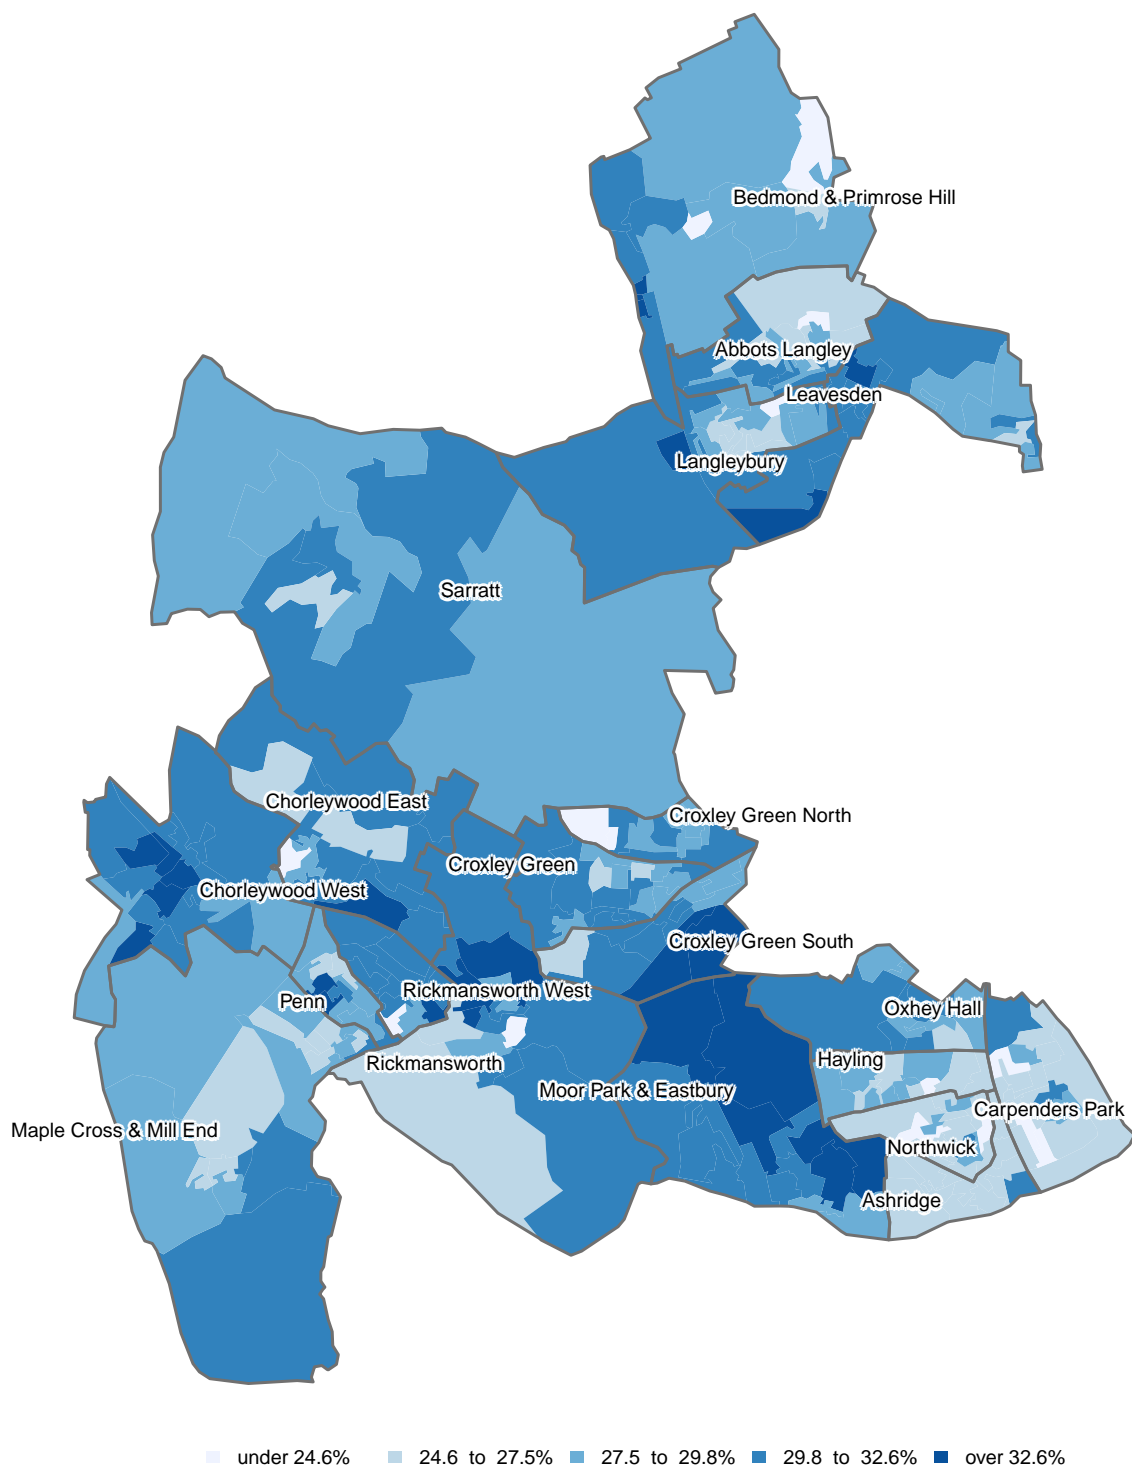 Bedmond & Primrose Hill
Abbots Langley
Leavesden
Langleybury
Sarratt
Chorleywood East
Croxley Green North
Croxley Green
Chorleywood West
Croxley Green South
Rickmansworth West
Penn
Oxhey Hall
Rickmansworth
Hayling
Moor Park & Eastbury
Carpenders Park
Maple Cross & Mill End
Northwick
Ashridge
under 24.6% 24.6 to 27.5% 27.5 to 29.8% 29.8 to 32.6% over 32.6%